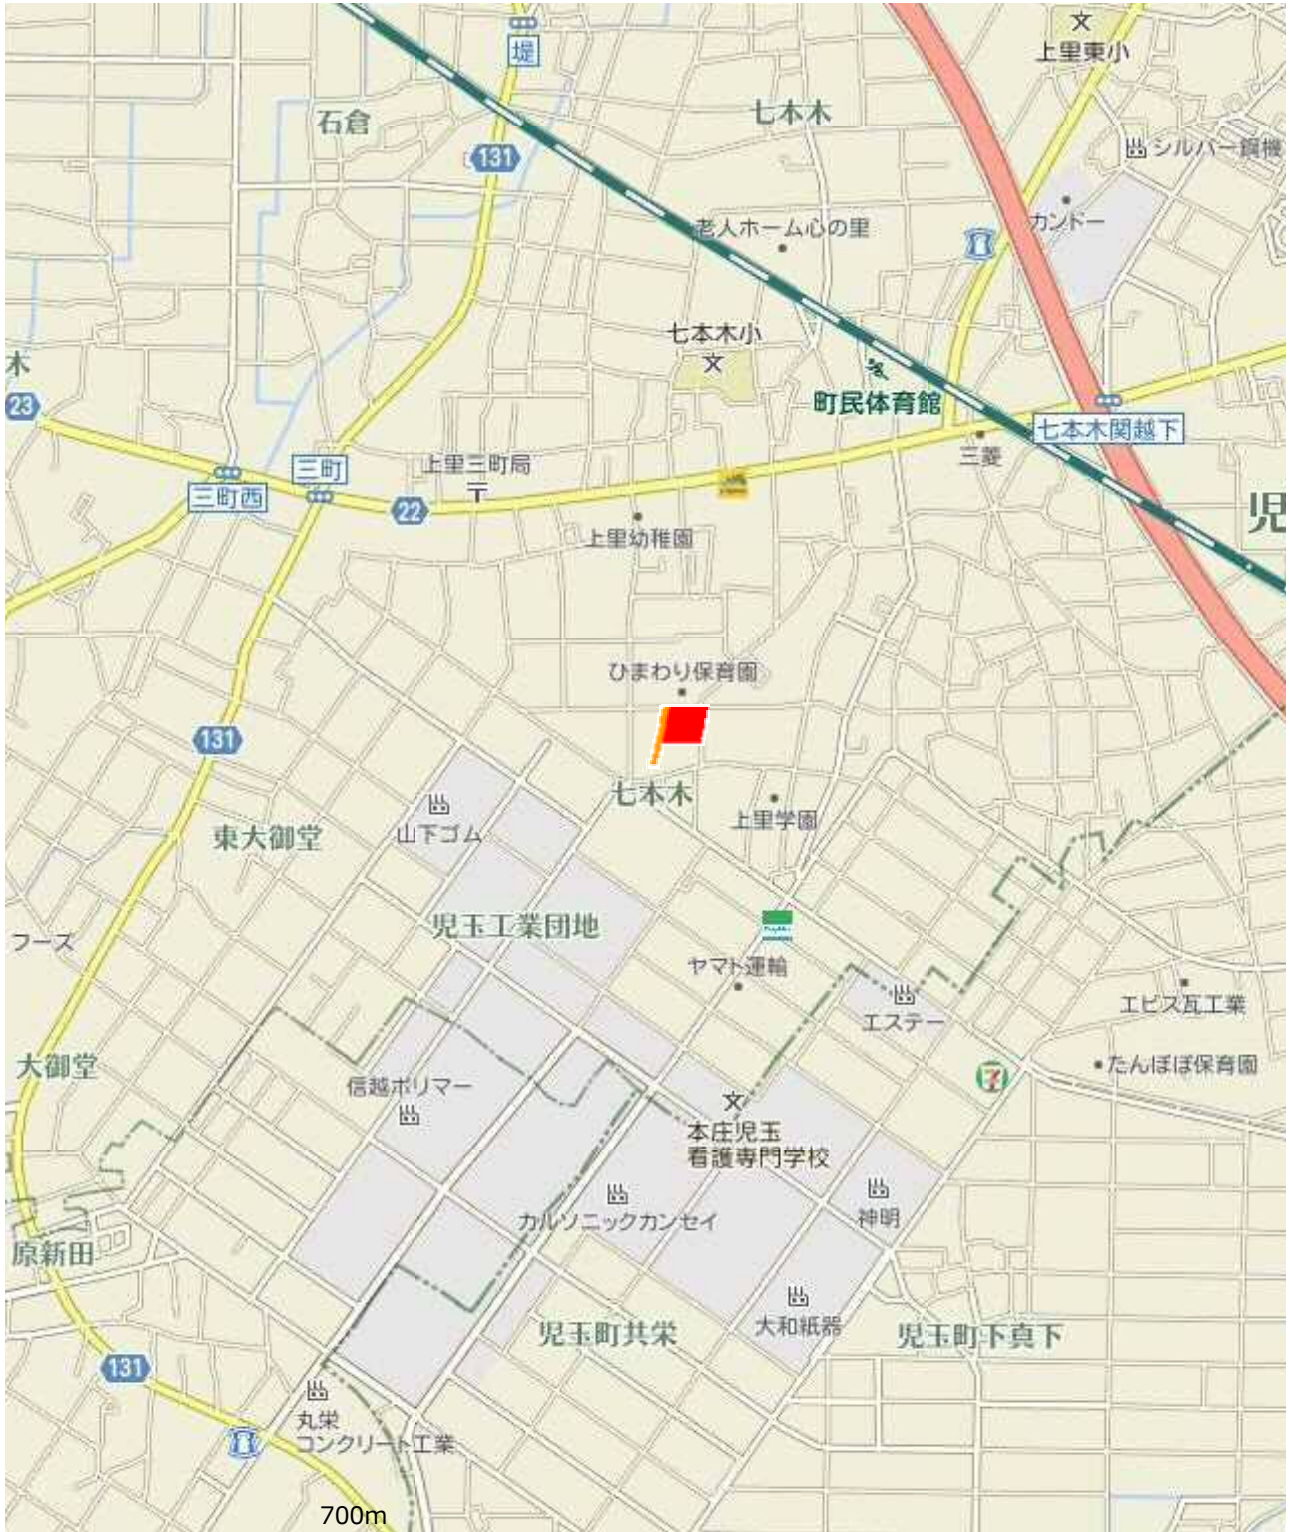 堤
上里東小
石倉
七本木
シルバー鋼機
131
老人ホーム心の里
カンドー
七本木小
木
町民体育館
23
七本木関越下
三町
上里三町局
三菱
三町西
22
児
上里幼稚園
ひまわり保育園
131
七本木
山下ゴム
上里学園
東大御堂
児玉工業団地
フーズ
ヤマト運輸
エステー
エビス瓦工業
大御堂
たんぽぽ保育園
7
信越ポリマー
本庄児玉
看護専門学校
カルソニックカンセイ
神明
原新田
大和紙器
児玉町共栄
児玉町下真下
131
丸栄
コンクリート工業
700m